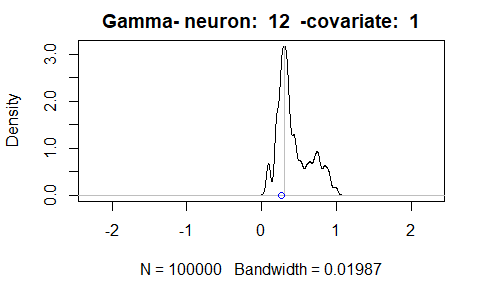 Gamma- neuron:  12  -covariate:  1
Density
3.0
2.0
1.0
0.0
-2 -1 0 1 2
N = 100000   Bandwidth = 0.01987